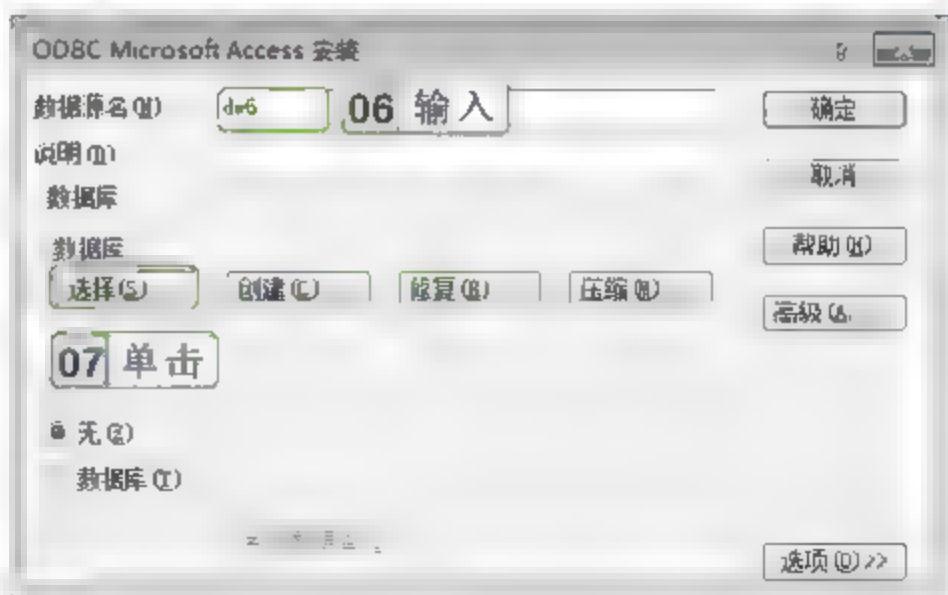 ODBC Microsoft Access 安装
数据源名(N) dw6 06 输入 确定
说明(D) 取消
数据库
数据库 帮助(H)
选择(S) 创建(C) 修复(R) 压缩(M)
高级(A)
07 单击
无(E)
数据库(T)
选项(O)>>